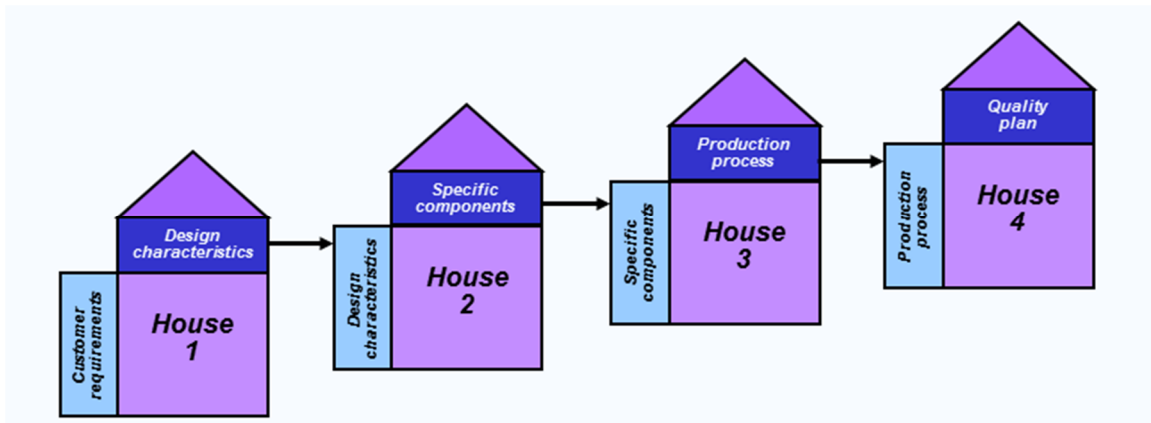 Customer
requirements
Design
characteristics
House
1
Design
characteristics
Specific
components
House
2
Specific
components
Production
process
House
3
Production
process
Quality
plan
House
4